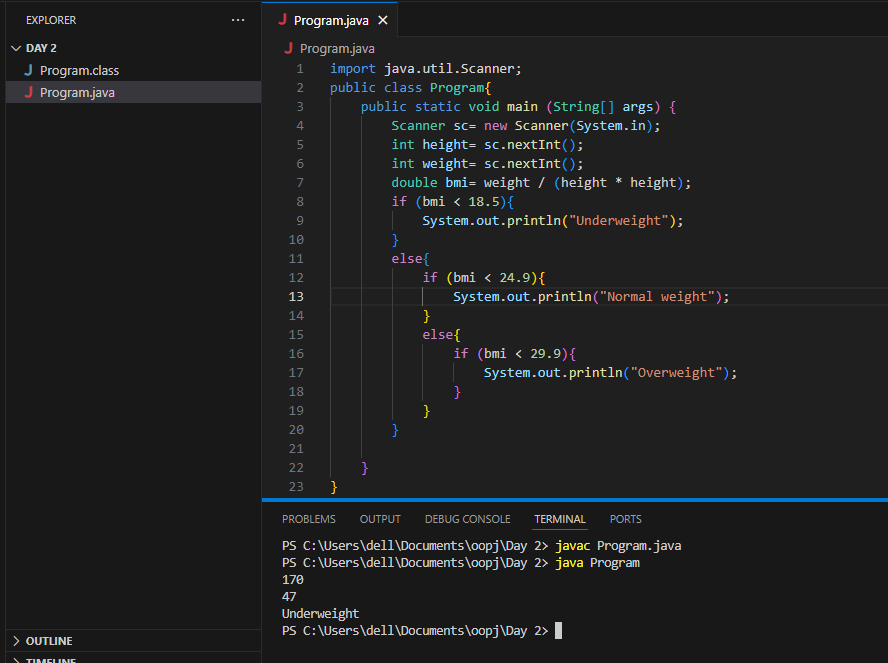 EXPLORER
DAY 2
Program.class
Program.java
Program.java
Program.java
1 import java.util.Scanner;
2 public class Program{
3 public static void main (String[] args) {
4 Scanner sc= new Scanner(System.in);
5 int height= sc.nextInt();
6 int weight= sc.nextInt();
7 double bmi= weight / (height * height);
8 if (bmi < 18.5){
9 System.out.println("Underweight");
10 }
11 else{
12 if (bmi < 24.9){
13 System.out.println("Normal weight");
14 }
15 else{
16 if (bmi < 29.9){
17 System.out.println("Overweight");
18 }
19 }
20 }
21
22 }
23 }
PROBLEMS OUTPUT DEBUG CONSOLE TERMINAL PORTS
PS C:\Users\dell\Documents\oopj\Day 2> javac Program.java
PS C:\Users\dell\Documents\oopj\Day 2> java Program
170
47
Underweight
PS C:\Users\dell\Documents\oopj\Day 2>
OUTLINE
TIMELINE